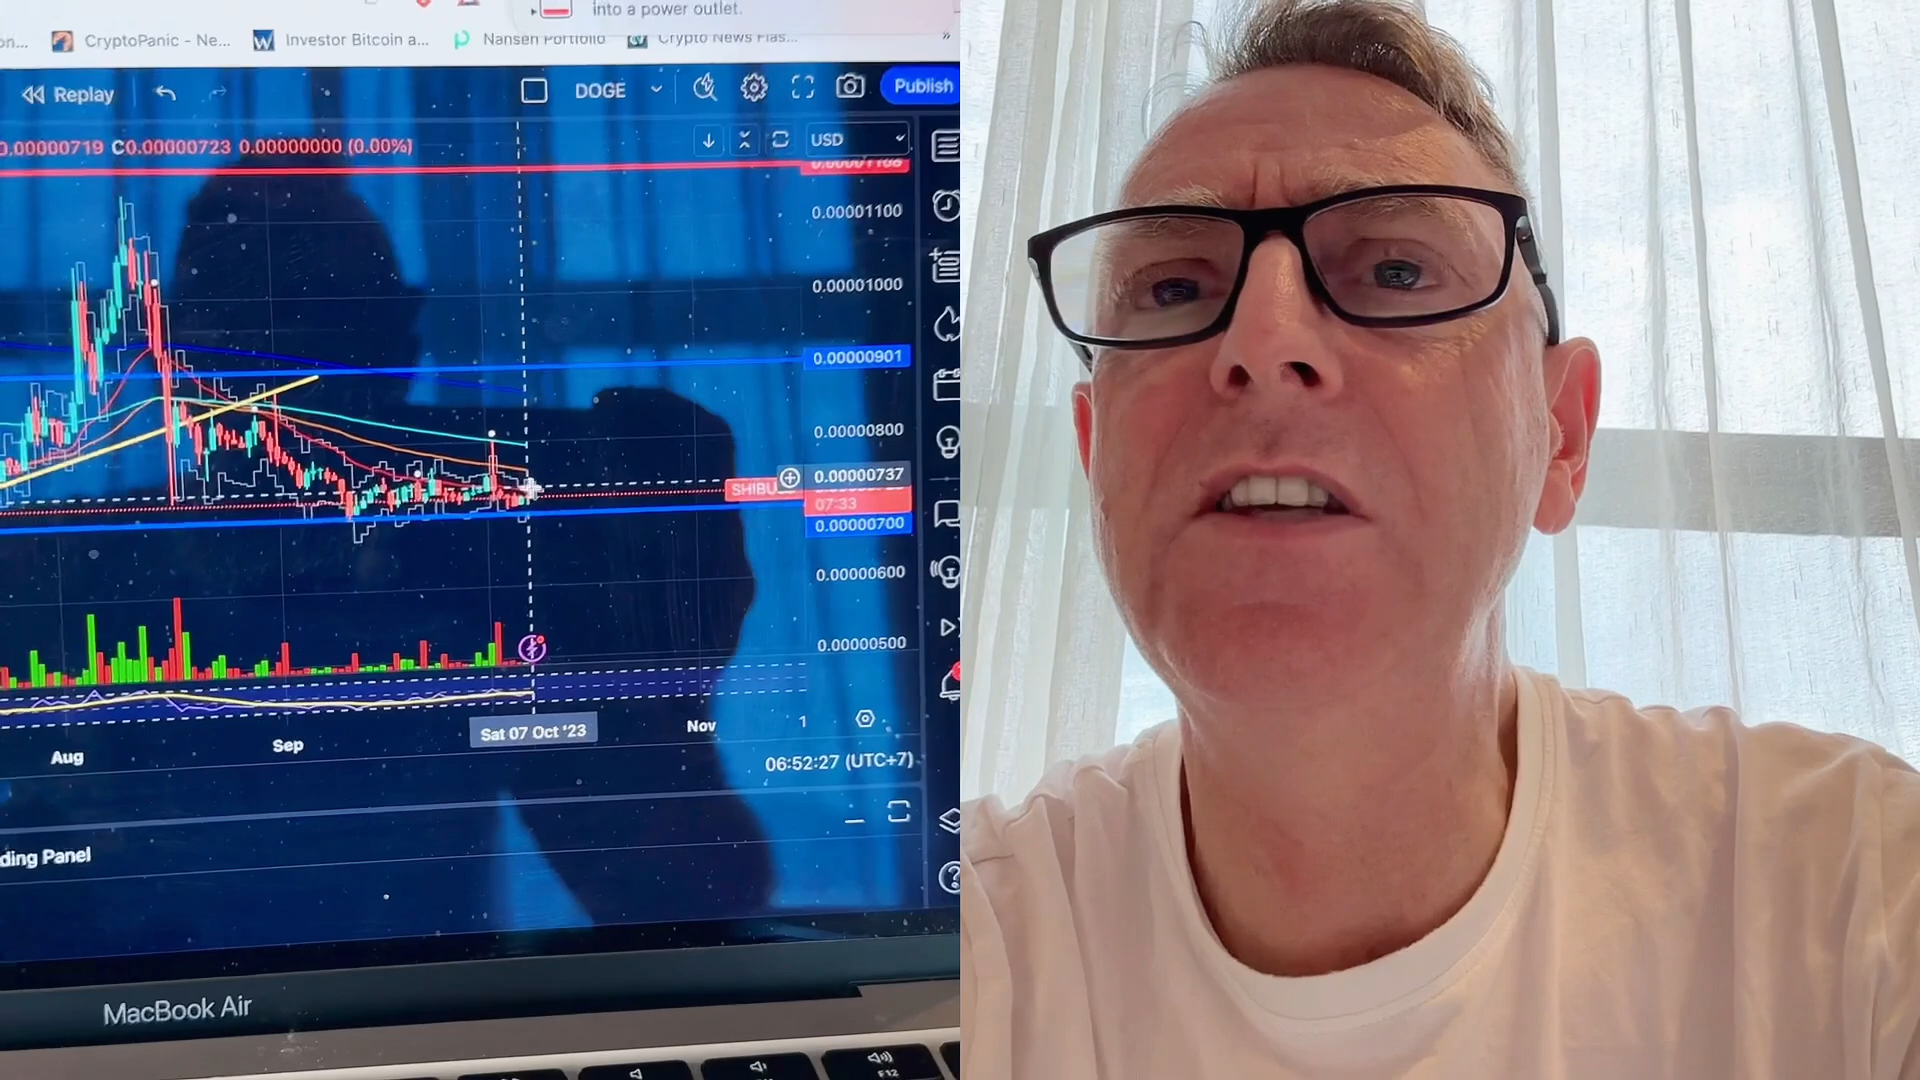 into a power outlet.
on...
CryptoPanic - Ne...
Investor Bitcoin a...
Nansen Portfolio
Crypto News Flas...
»
Replay
DOGE
Publish
0.00000719 C0.00000723 0.00000000 (0.00%)
USD
0.00001100
0.00001000
0.00000901
0.00000800
0.00000737
SHIBU
07:33
0.00000700
0.00000600
0.00000500
Aug
Sep
Sat 07 Oct '23
Nov
1
06:52:27 (UTC+7)
ding Panel
MacBook Air
F12